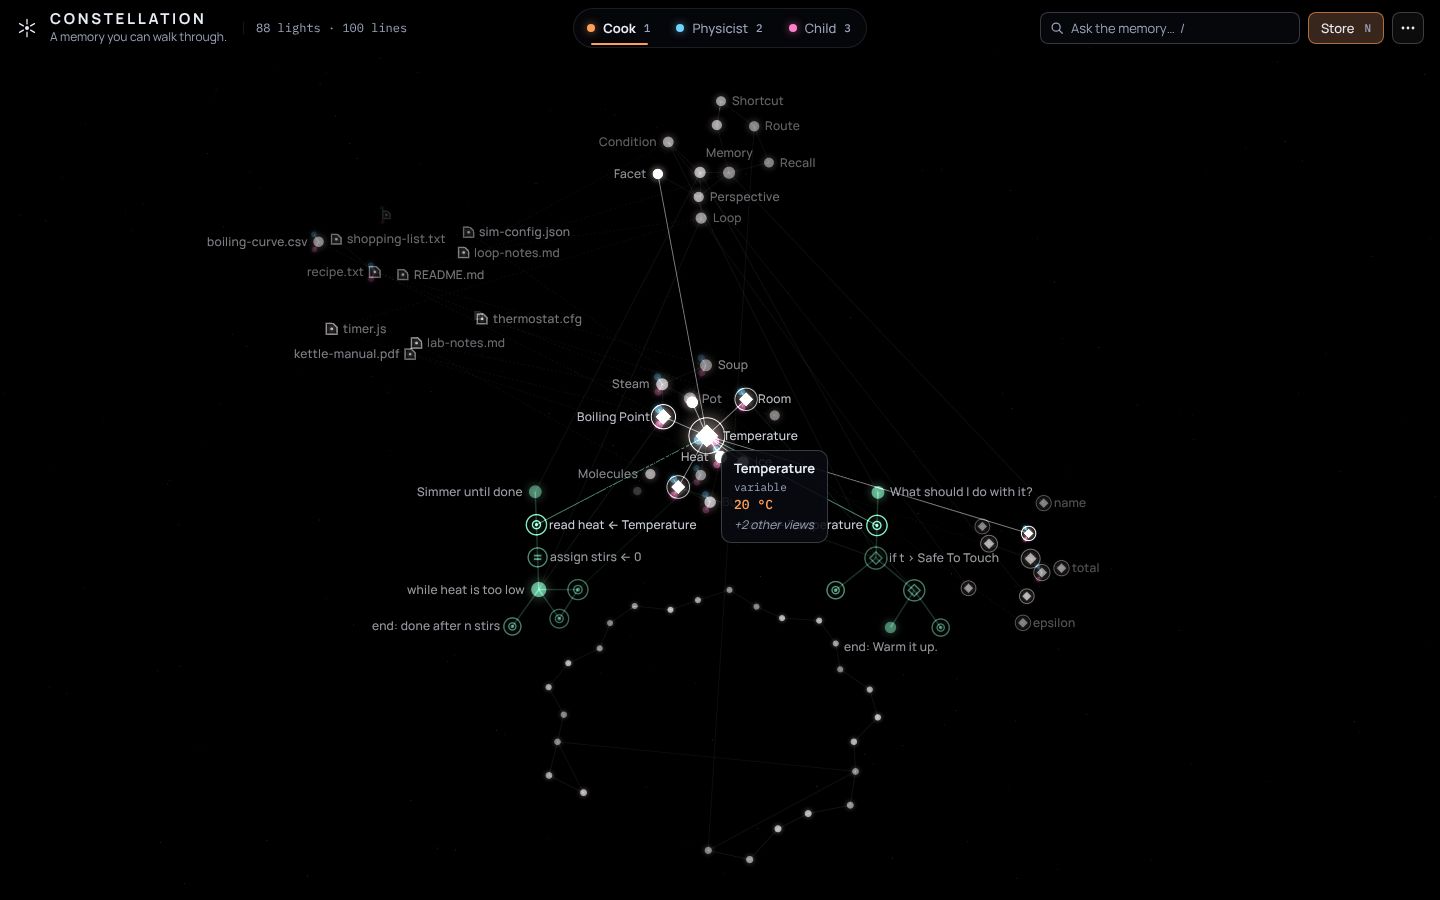 CONSTELLATION
A memory you can walk through.
88 lights · 100 lines
Cook 1
Physicist 2
Child 3
Ask the memory… /
Store N
Shortcut
Route
Condition
Memory
Recall
Facet
Perspective
Loop
boiling-curve.csv
shopping-list.txt
sim-config.json
loop-notes.md
recipe.txt
README.md
thermostat.cfg
timer.js
lab-notes.md
kettle-manual.pdf
Soup
Steam
Pot
Room
Boiling Point
Temperature
Heat
Molecules
Temperature
variable
20 °C
+2 other views
Simmer until done
What should I do with it?
name
read heat ← Temperature
rature
assign stirs ← 0
if t > Safe To Touch
total
while heat is too low
end: done after n stirs
epsilon
end: Warm it up.